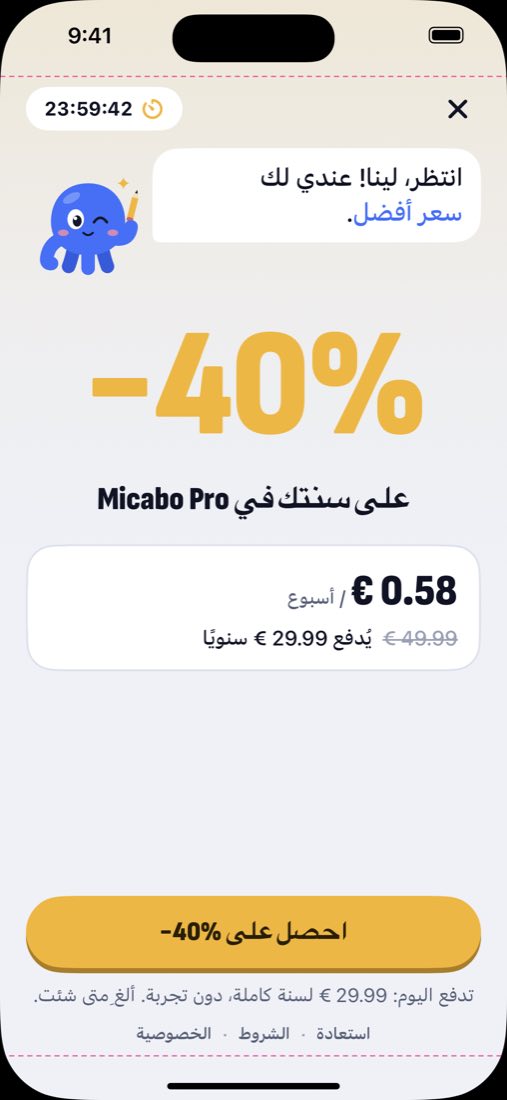 9:41
23:59:42
انتظر، لينا! عندي لك
سعر أفضل.
-40%
على سنتك في Micabo Pro
0.58 € / أسبوع
49.99 € يُدفع 29.99 € سنويًا
احصل على 40%-
تدفع اليوم: 29.99 € لسنة كاملة، دون تجربة. ألغِ متى شئت.
استعادة · الشروط · الخصوصية